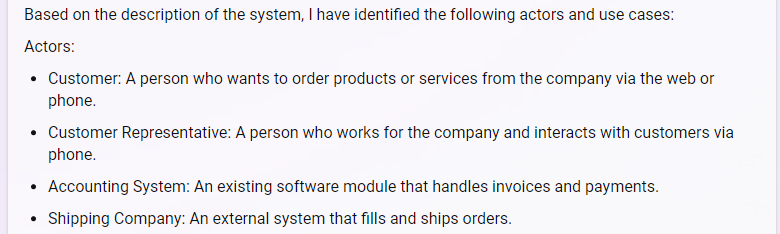 Based on the description of the system, I have identified the following actors and use cases:
Actors:
• Customer: A person who wants to order products or services from the company via the web or
phone.
• Customer Representative: A person who works for the company and interacts with customers via
phone.
• Accounting System: An existing software module that handles invoices and payments.
• Shipping Company: An external system that fills and ships orders.